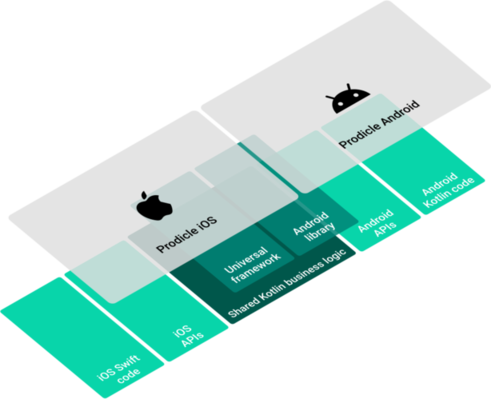 Prodicle Android
Prodicle iOS
Android
Kotlin code
Android
APIs
Android
library
Universal
framework
Shared Kotlin business logic
iOS
APIs
iOS Swift
code